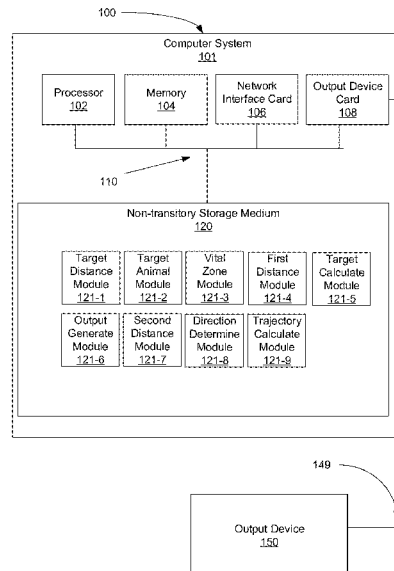 100
Computer System
101
Processor
102
Memory
104
Network
Interface Card
106
Output Device
Card
108
110
Non-transitory Storage Medium
120
Target
Distance
Module
121-1
Target
Animal
Module
121-2
Vital
Zone
Module
121-3
First
Distance
Module
121-4
Target
Calculate
Module
121-5
Output
Generate
Module
121-6
Second
Distance
Module
121-7
Direction
Determine
Module
121-8
Trajectory
Calculate
Module
121-9
149
Output Device
150